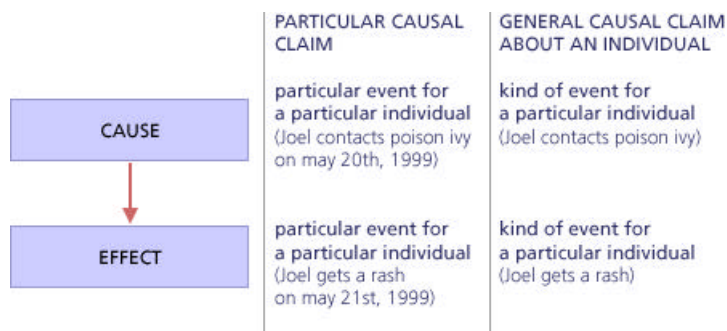 PARTICULAR CAUSAL
CLAIM
GENERAL CAUSAL CLAIM
ABOUT AN INDIVIDUAL
CAUSE
particular event for
a particular individual
(Joel contacts poison ivy
on may 20th, 1999)
kind of event for
a particular individual
(Joel contacts poison ivy)
EFFECT
particular event for
a particular individual
(Joel gets a rash
on may 21st, 1999)
kind of event for
a particular individual
(Joel gets a rash)